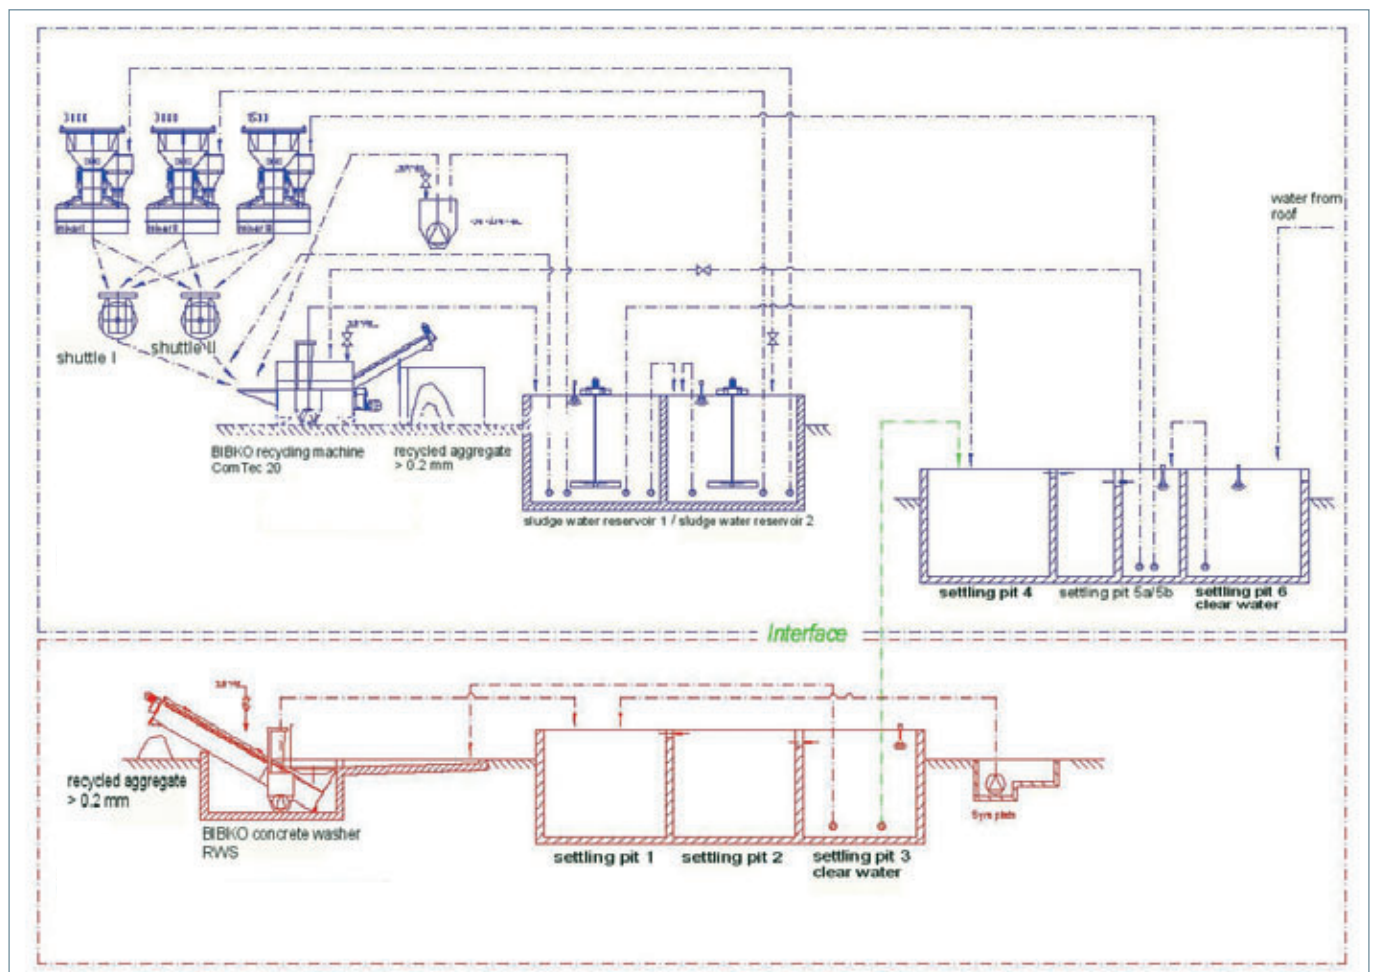 water from
roof
shuttle I
shuttle II
BIBKO recycling machine
ComTec 20
recycled aggregate
> 0.2 mm
sludge water reservoir 1 / sludge water reservoir 2
settling pit 4
settling pit 5a/5b
settling pit 6
clear water
Interface
recycled aggregate
> 0.2 mm
BIBKO concrete washer
RWS
settling pit 1
settling pit 2
settling pit 3
clear water